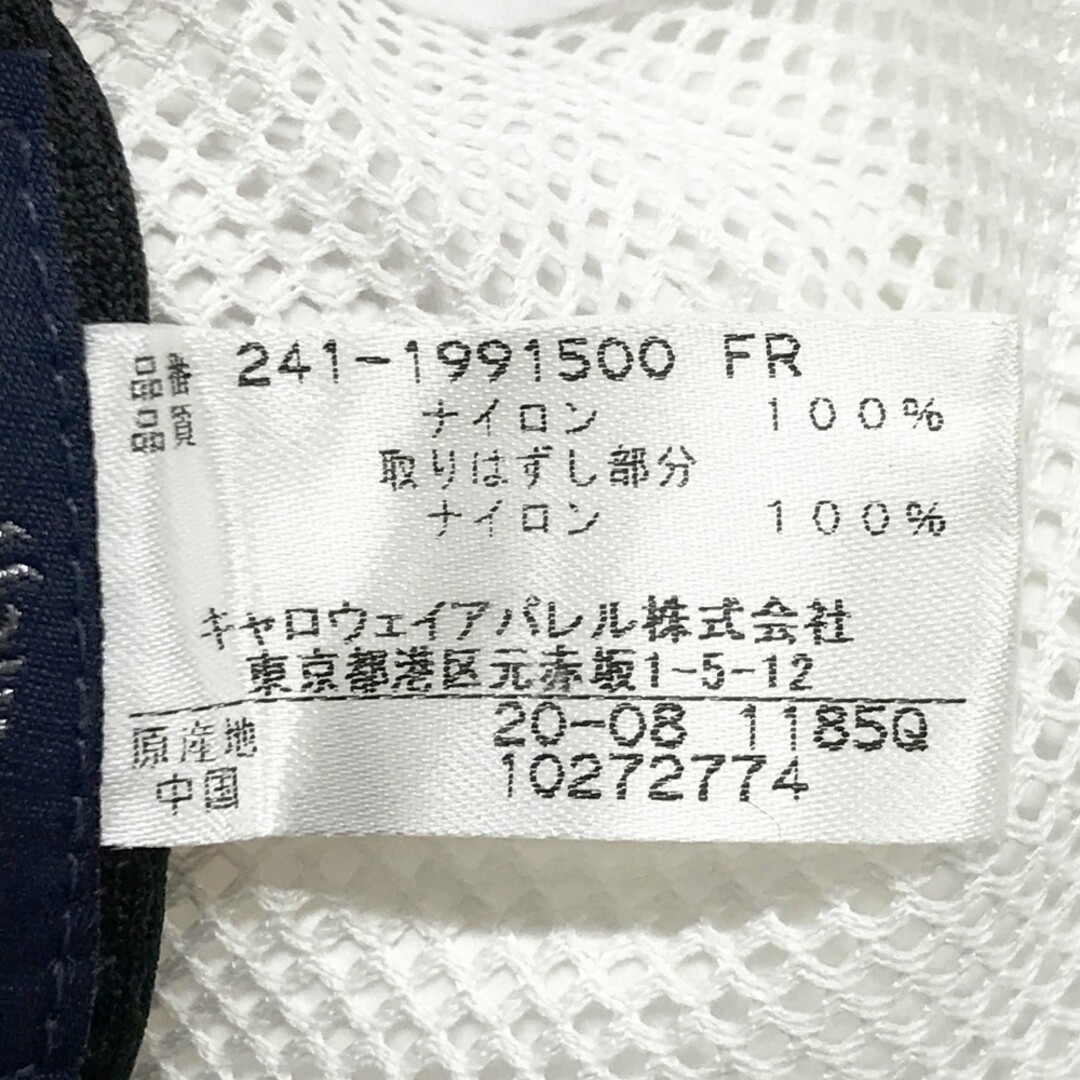 品番 241-1991500 FR
品質 ナイロン 100%
取りはずし部分
ナイロン 100%
キャロウェイアパレル株式会社
東京都港区元赤坂1-5-12
原産地 20-08 1185Q
中国 10272774